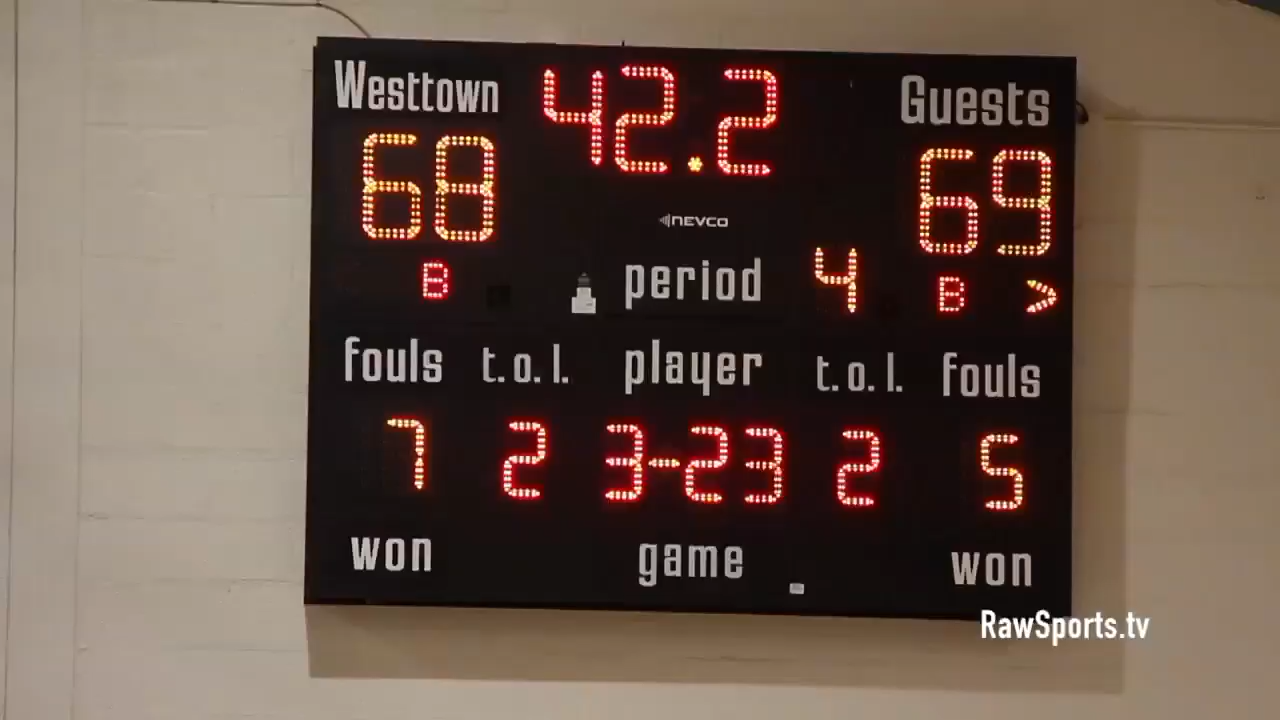 Westtown 42.2 Guests
68 69
NEVCO
B period 4 B >
fouls t.o.l. player t.o.l. fouls
7 2 3-23 2 5
won game won
RawSports.tv